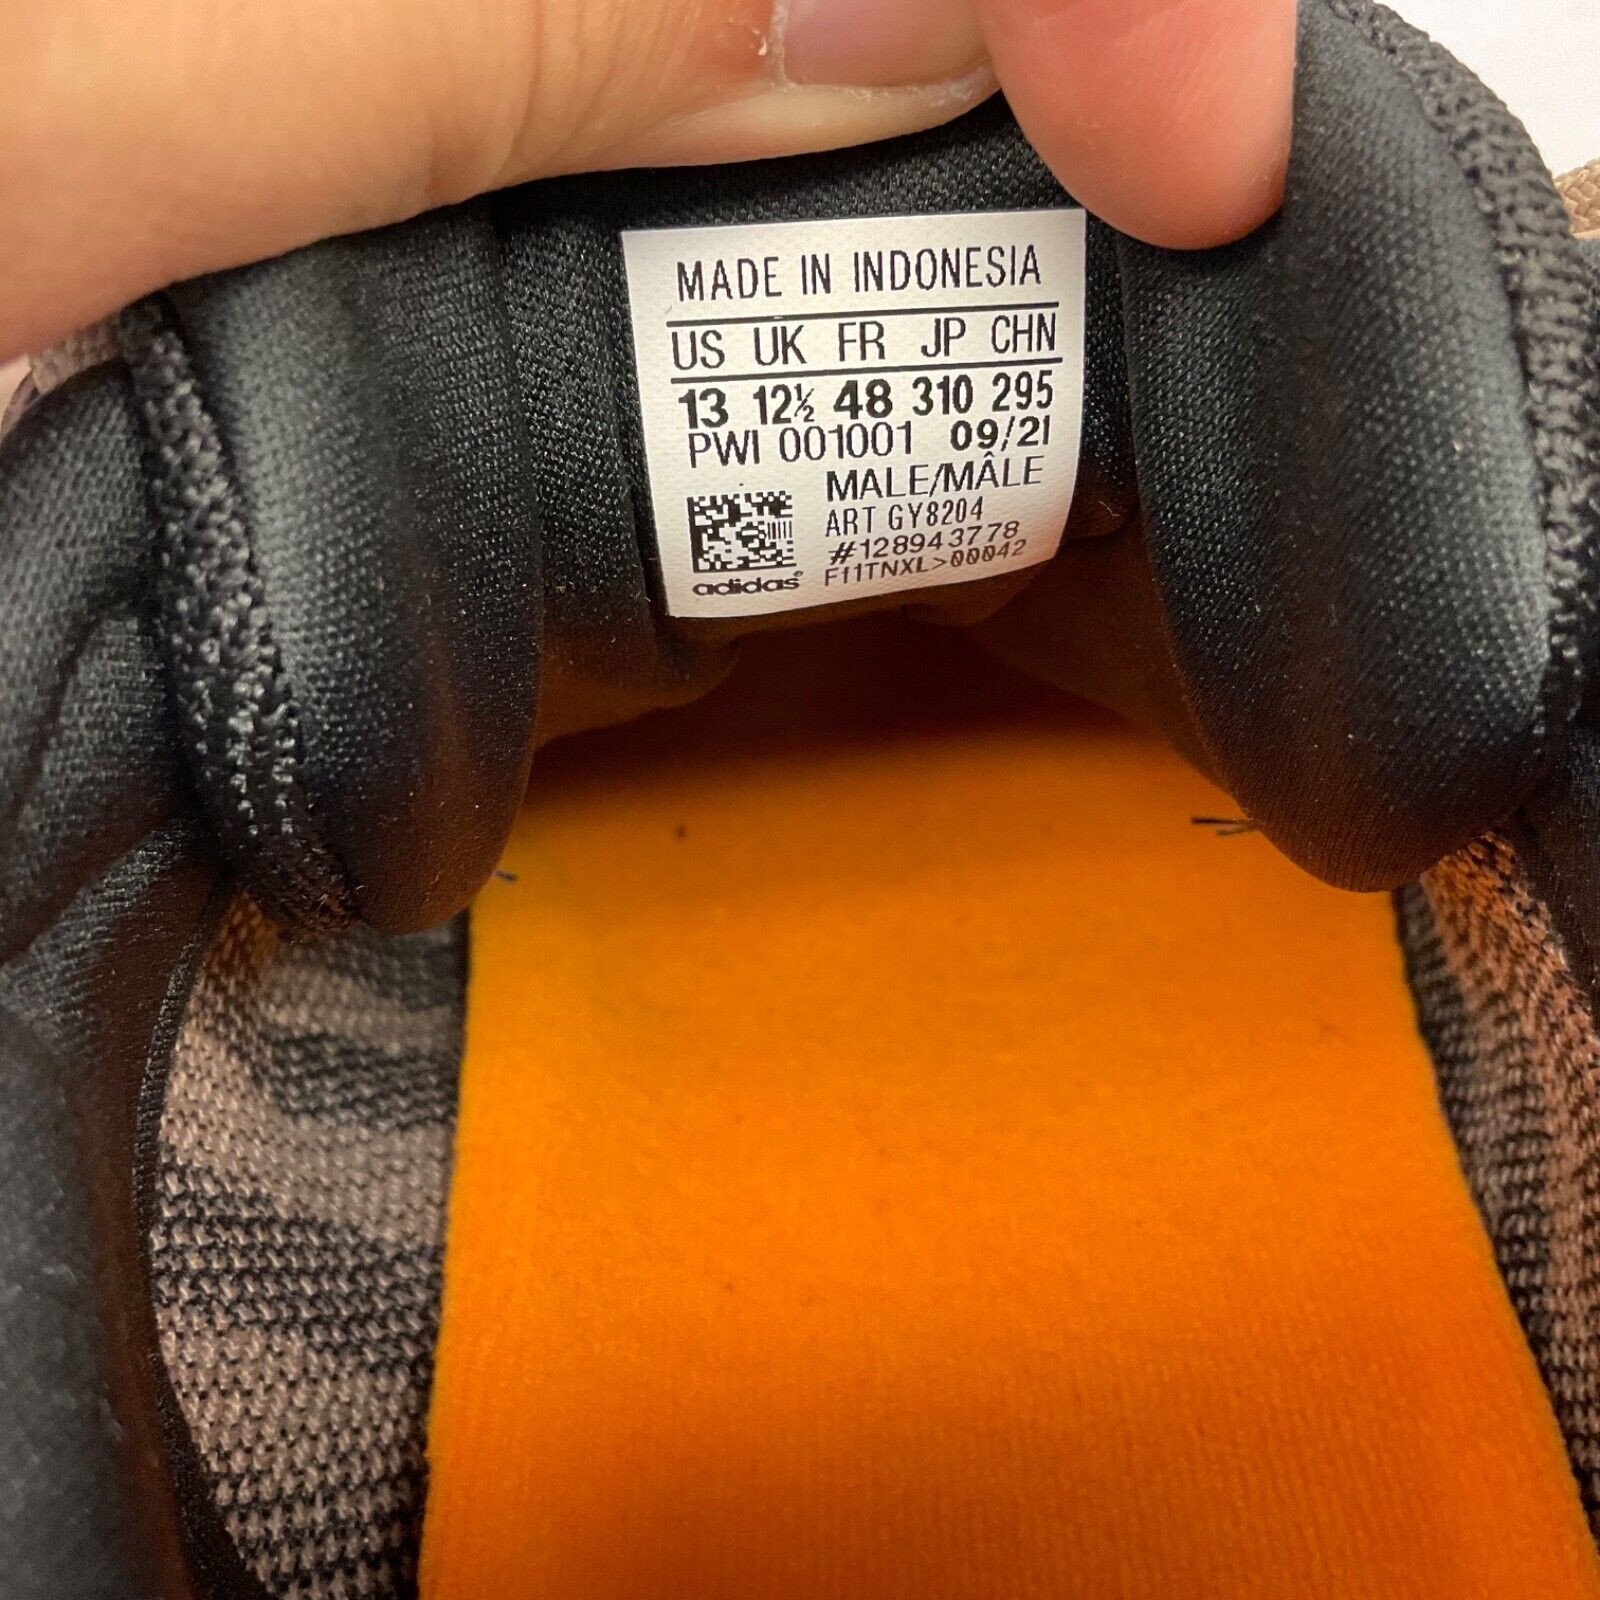 MADE IN INDONESIA
US UK FR JP CHN
13 12½ 48 310 295
PWI 001001 09/21
MALE/MÂLE
ART GY8204
#128943778
F11TNXL>00042
adidas®